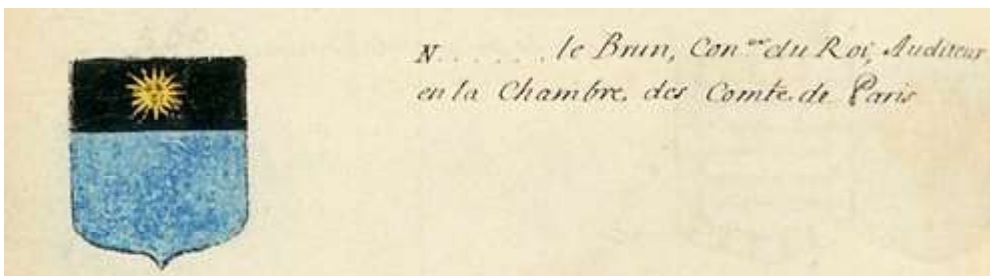 N. . . . . . le Brun, Con.er du Roi, Auditeur
en la Chambre. des Comte. de Paris